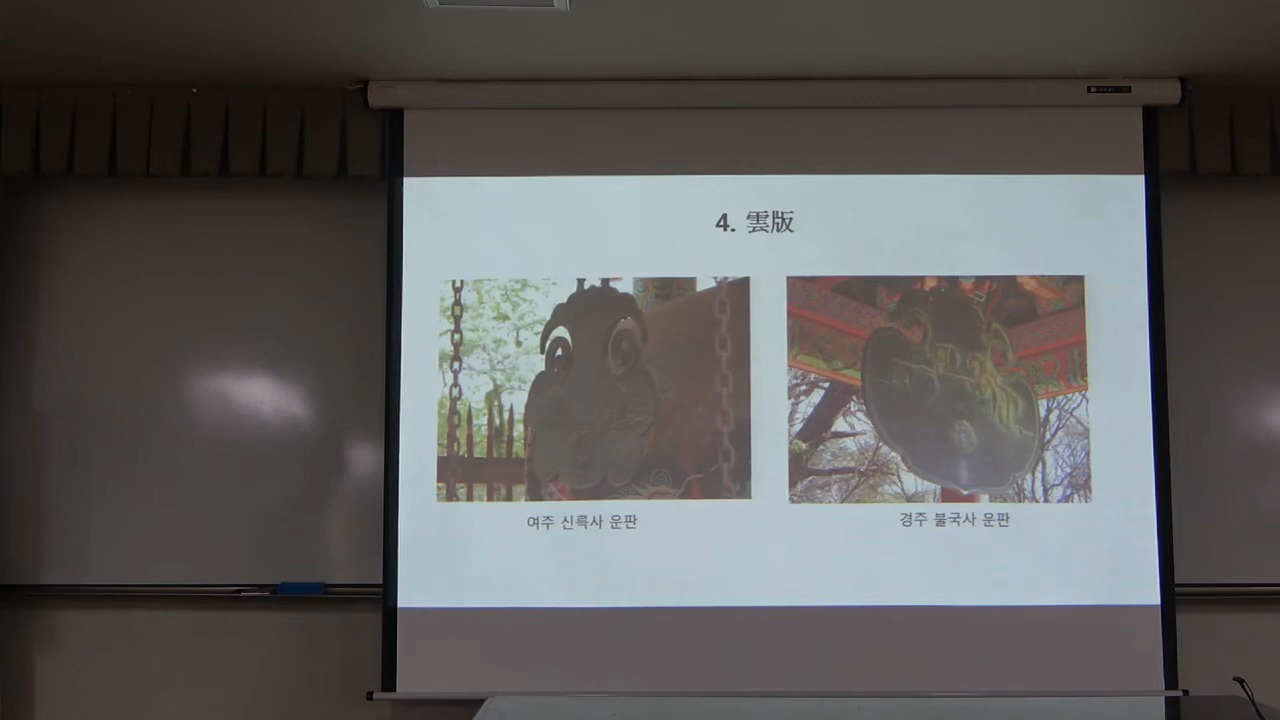 4. 雲版
여주 신륵사 운판
경주 불국사 운판